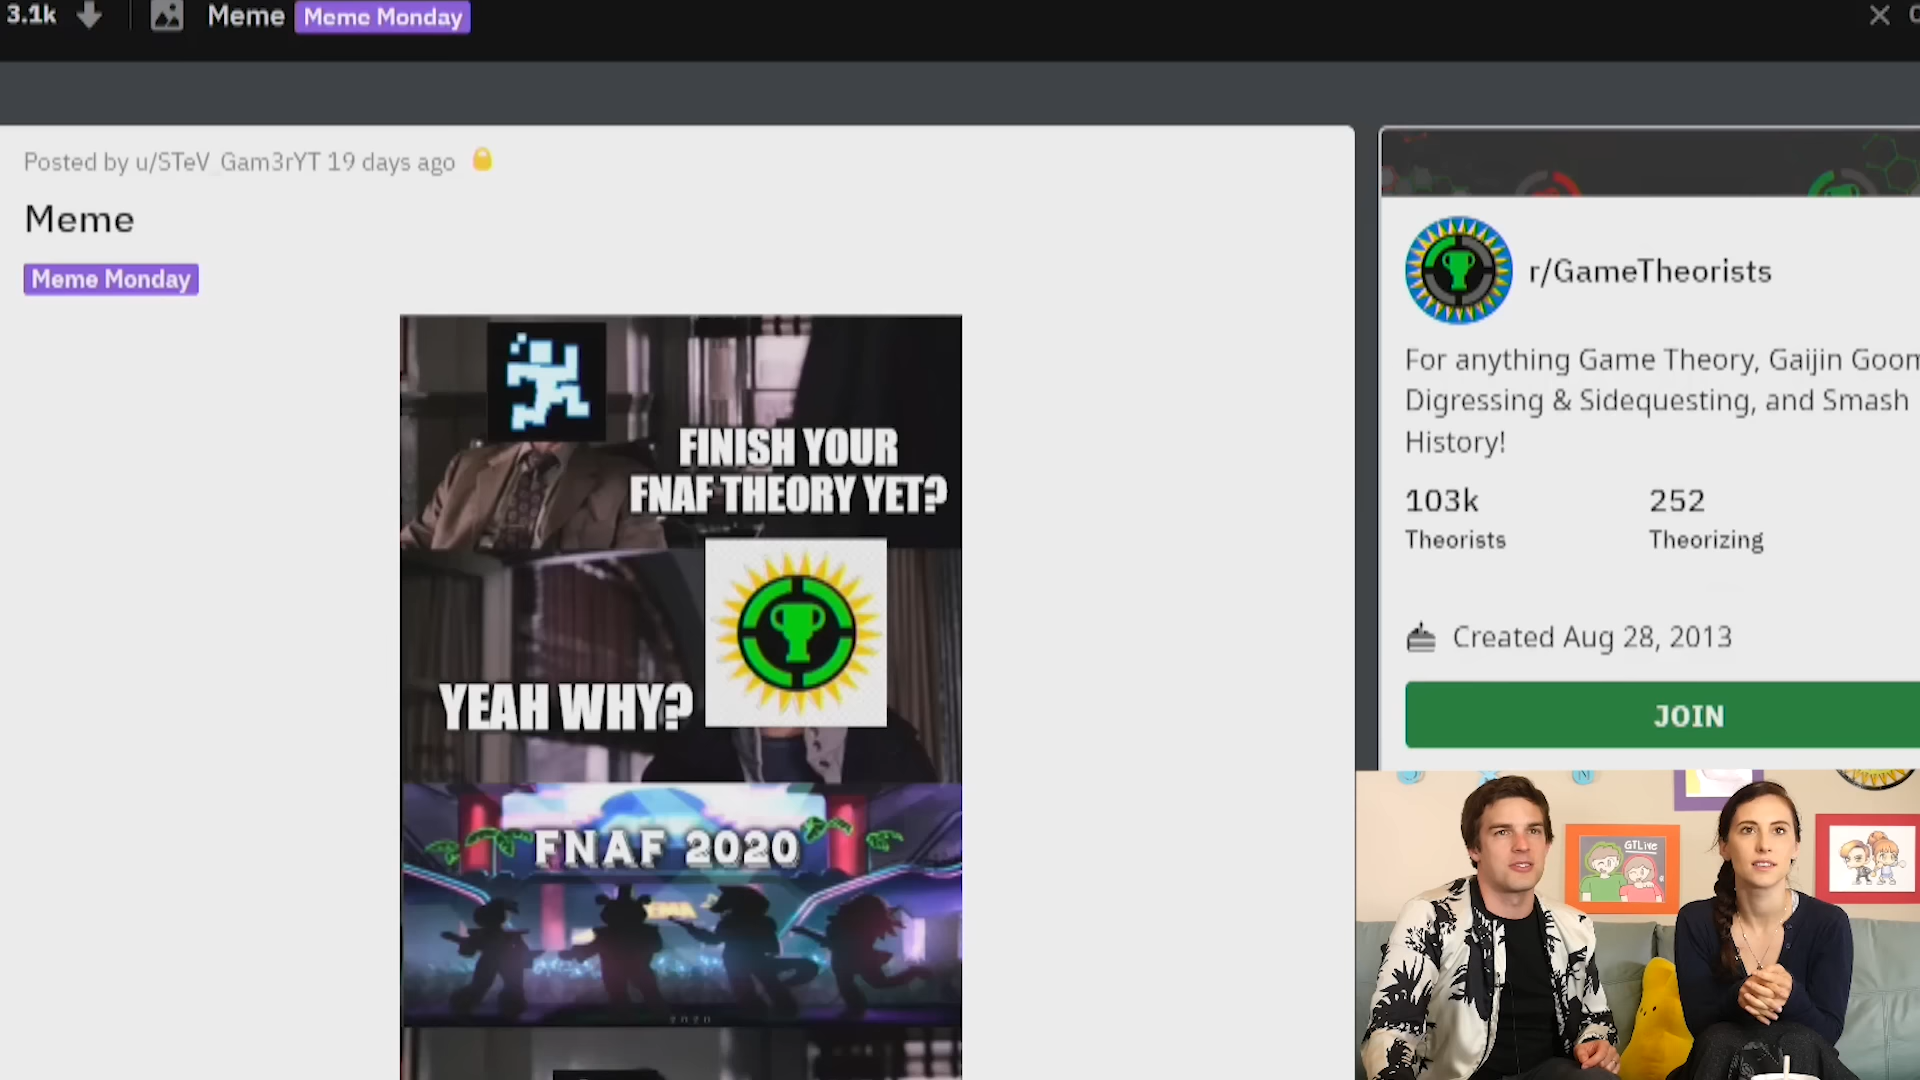 3.1k
Meme Meme Monday
Posted by u/STeV_Gam3rYT 19 days ago
Meme
Meme Monday
FINISH YOUR
FNAF THEORY YET?
YEAH WHY?
FNAF 2020
2020
r/GameTheorists
For anything Game Theory, Gaijin Goom
Digressing & Sidequesting, and Smash
History!
103k 252
Theorists Theorizing
Created Aug 28, 2013
JOIN
GTLive